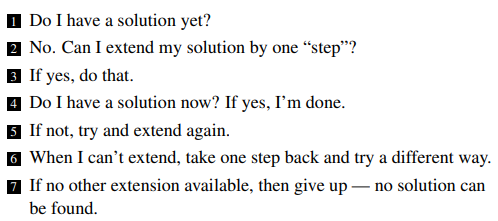 1 Do I have a solution yet?
2 No. Can I extend my solution by one “step”?
3 If yes, do that.
4 Do I have a solution now? If yes, I’m done.
5 If not, try and extend again.
6 When I can’t extend, take one step back and try a different way.
7 If no other extension available, then give up — no solution can
be found.